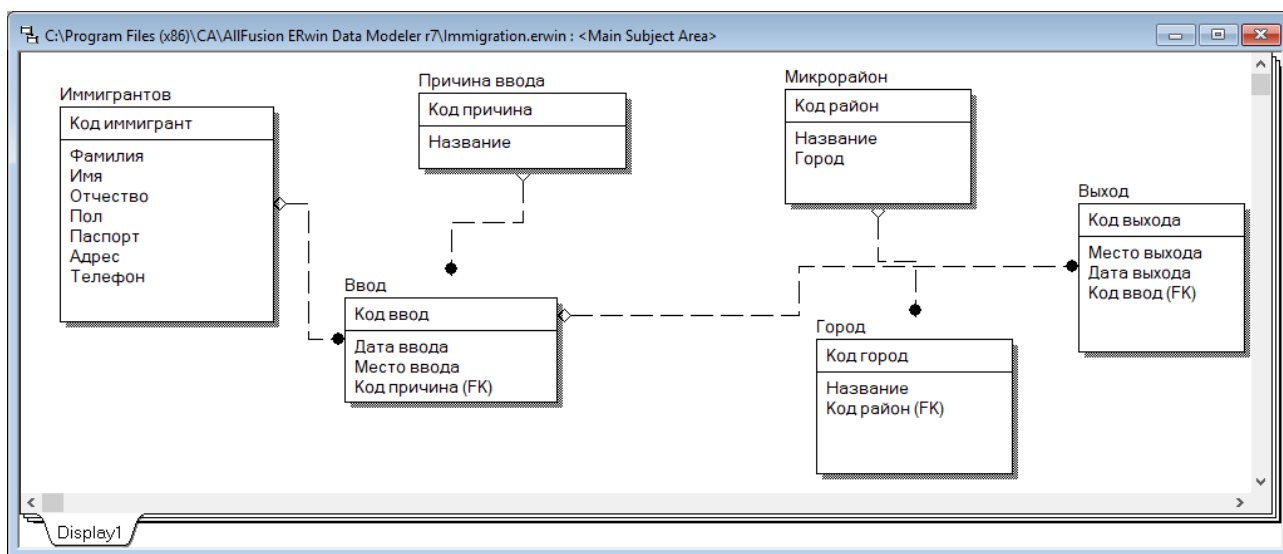 C:\Program Files (x86)\CA\AllFusion ERwin Data Modeler r7\Immigration.erwin : <Main Subject Area>
Иммигрантов
Код иммигрант
Фамилия
Имя
Отчество
Пол
Паспорт
Адрес
Телефон
Причина ввода
Код причина
Название
Микрорайон
Код район
Название
Город
Выход
Код выхода
Место выхода
Дата выхода
Код ввод (FK)
Ввод
Код ввод
Дата ввода
Место ввода
Код причина (FK)
Город
Код город
Название
Код район (FK)
Display1